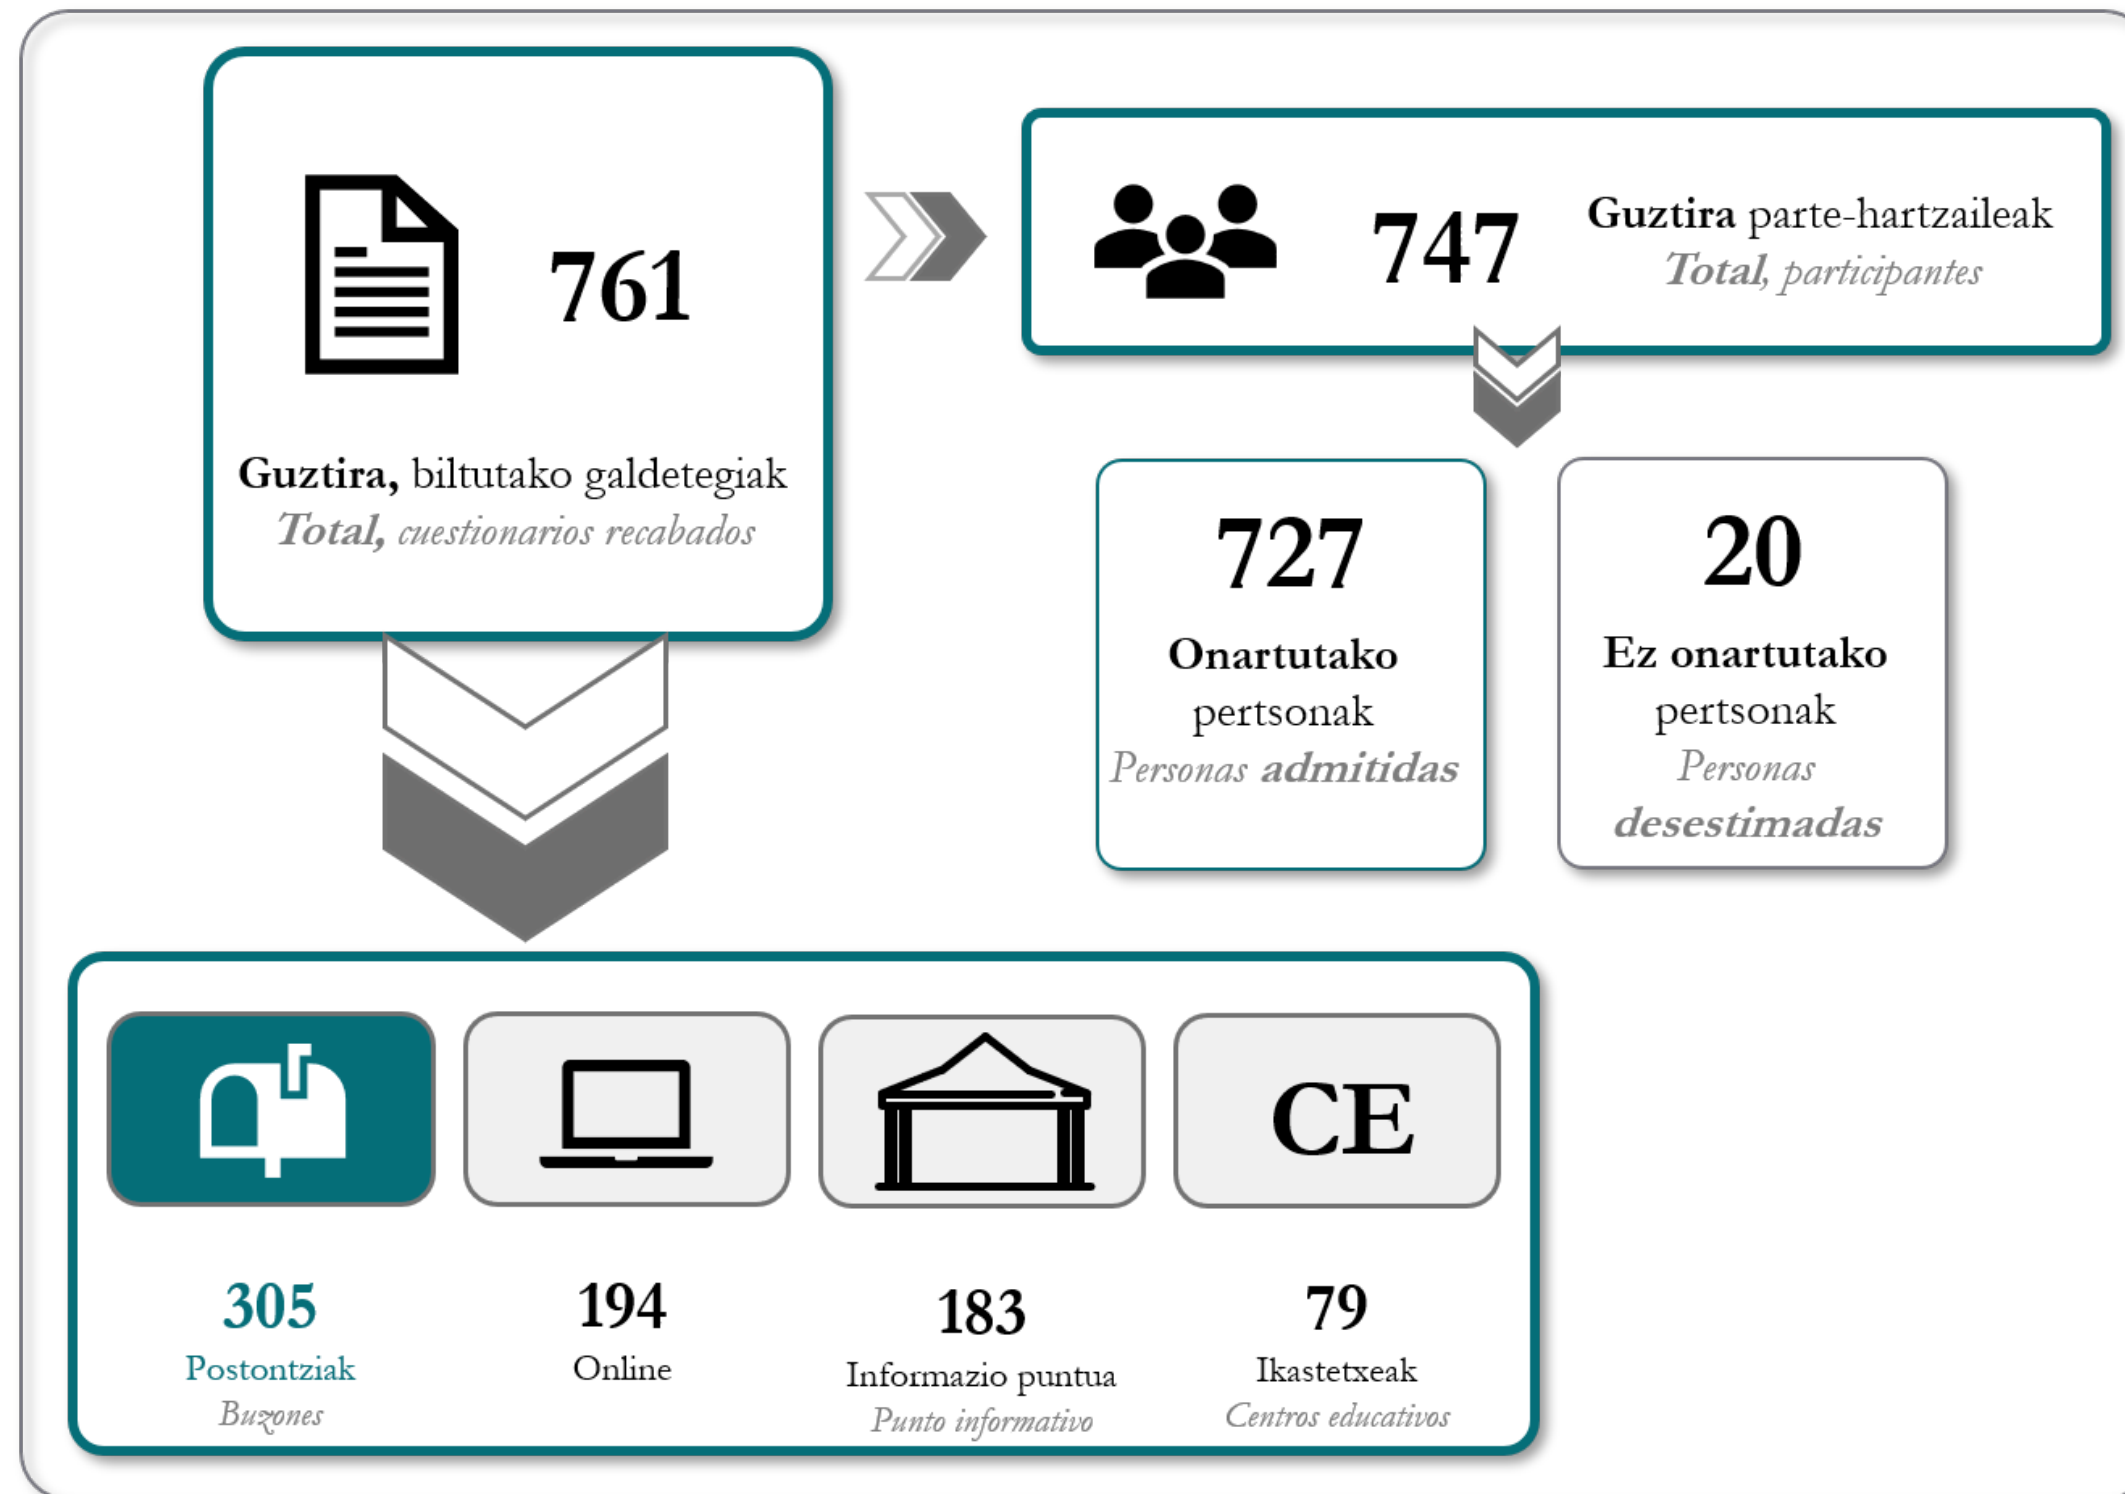 761
Guztira, biltutako galdetegiak
Total, cuestionarios recabados
747
Guztira parte-hartzaileak
Total, participantes
727
Onartutako
pertsonak
Personas admitidas
20
Ez onartutako
pertsonak
Personas
desestimadas
305
Postontziak
Buzones
194
Online
183
Informazio puntua
Punto informativo
CE
79
Ikastetxeak
Centros educativos